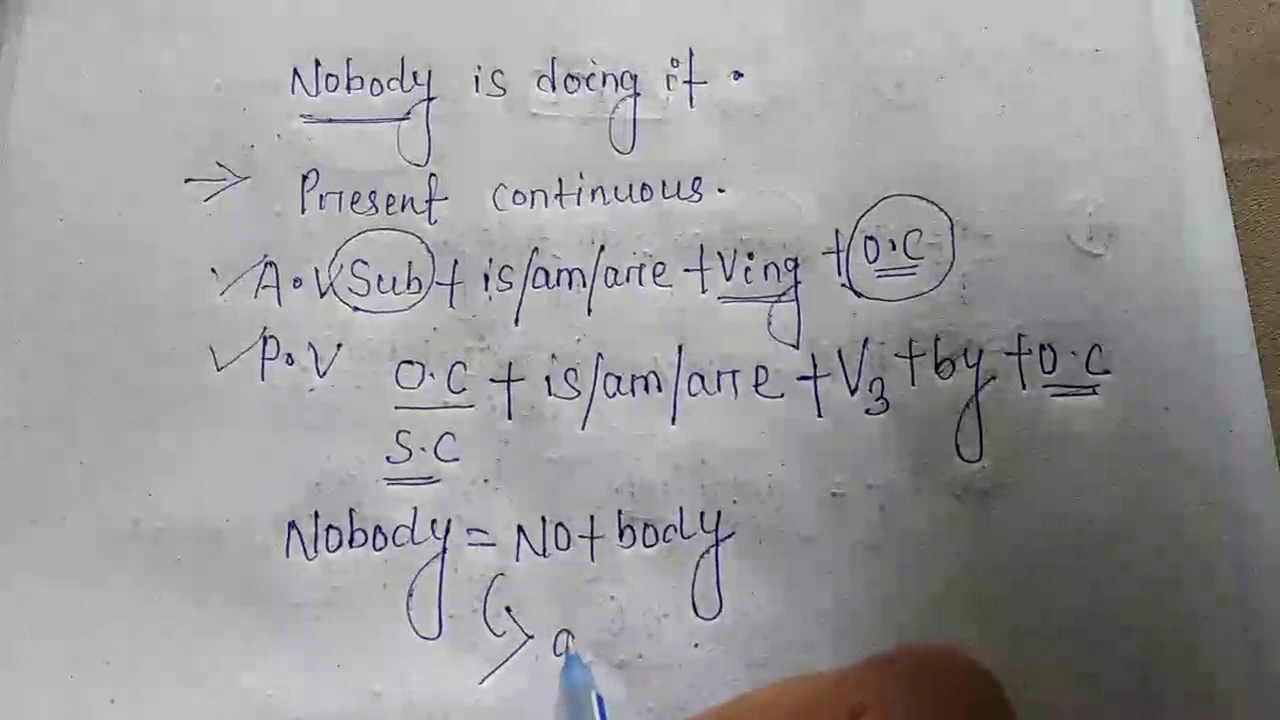 Nobody is doing it.
→ Present continuous.
✓ A.V Sub + is/am/are + Ving + O.C
✓ P.V O.C + is/am/are + V₃ + by + O.C
S.C
Nobody = No + body
a